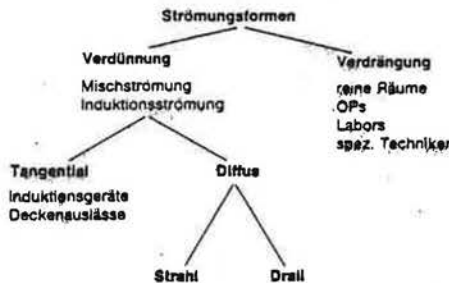 Strömungsformen
Verdünnung
Mischströmung
Induktionsströmung
Verdrängung
reine Räume
OPs
Labors
spez. Techniken
Tangential
Induktionsgeräte
Deckenauslässe
Diffus
Strahl
Drall